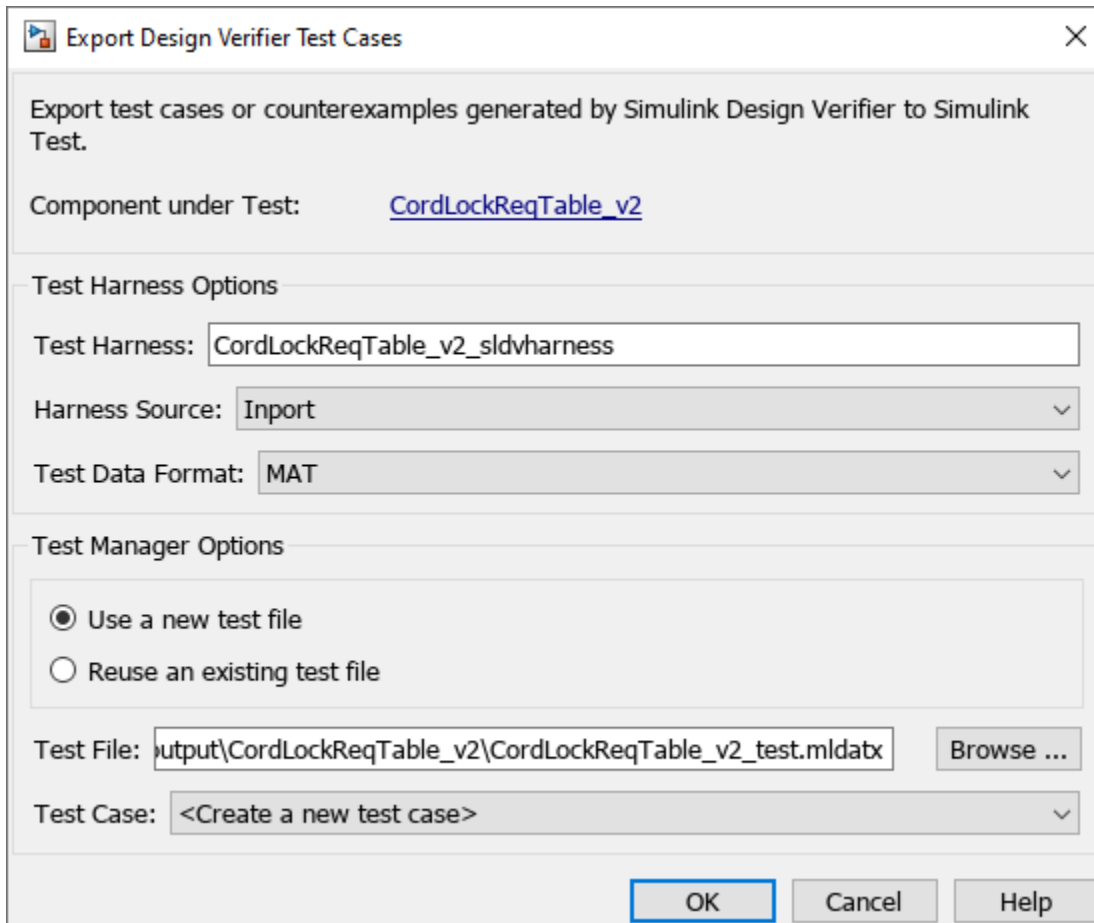 Export Design Verifier Test Cases
Export test cases or counterexamples generated by Simulink Design Verifier to Simulink
Test.
Component under Test: CordLockReqTable_v2
Test Harness Options
Test Harness: CordLockReqTable_v2_sldvharness
Harness Source: Inport
Test Data Format: MAT
Test Manager Options
Use a new test file
Reuse an existing test file
Test File: output\CordLockReqTable_v2\CordLockReqTable_v2_test.mldatx Browse ...
Test Case: <Create a new test case>
OK Cancel Help